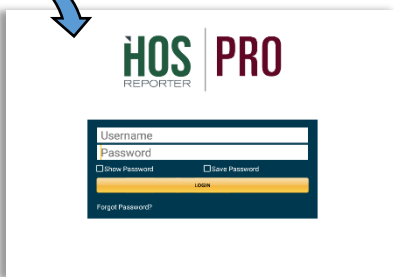 HOS PRO
REPORTER
Username
Password
Show Password Save Password
LOGIN
Forgot Password?